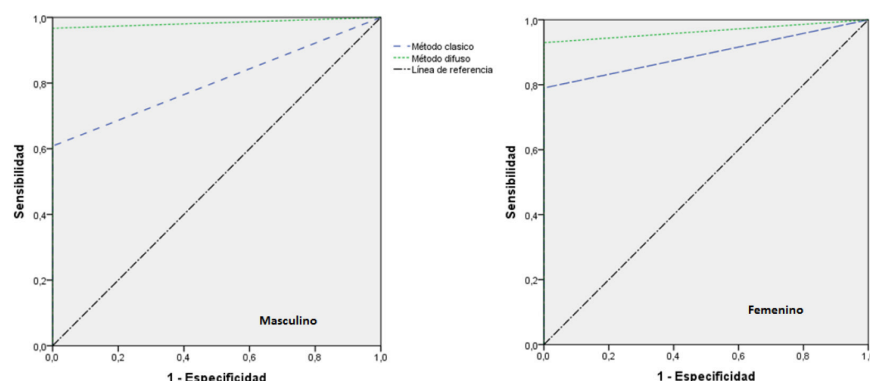 1,0
0,8
0,6
0,4
0,2
0,0
Sensibilidad
0,0 0,2 0,4 0,6 0,8 1,0
1 - Especificidad
Masculino
Método clasico
Método difuso
Línea de referencia
1,0
0,8
0,6
0,4
0,2
0,0
Sensibilidad
0,0 0,2 0,4 0,6 0,8 1,0
1 - Especificidad
Femenino